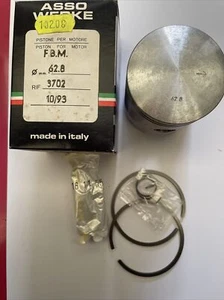 ASSO
WERKE
PISTONE PER MOTORE
PISTON FOR MOTOR
F.B.M.
Ø mm 62.8
RIF 3702
10/93
made in italy
62.8